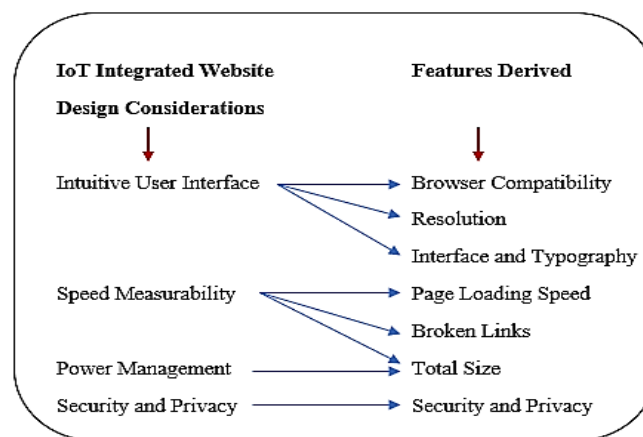 IoT Integrated Website
Design Considerations
Features Derived
Intuitive User Interface
Browser Compatibility
Resolution
Interface and Typography
Speed Measurability
Page Loading Speed
Broken Links
Power Management
Total Size
Security and Privacy
Security and Privacy